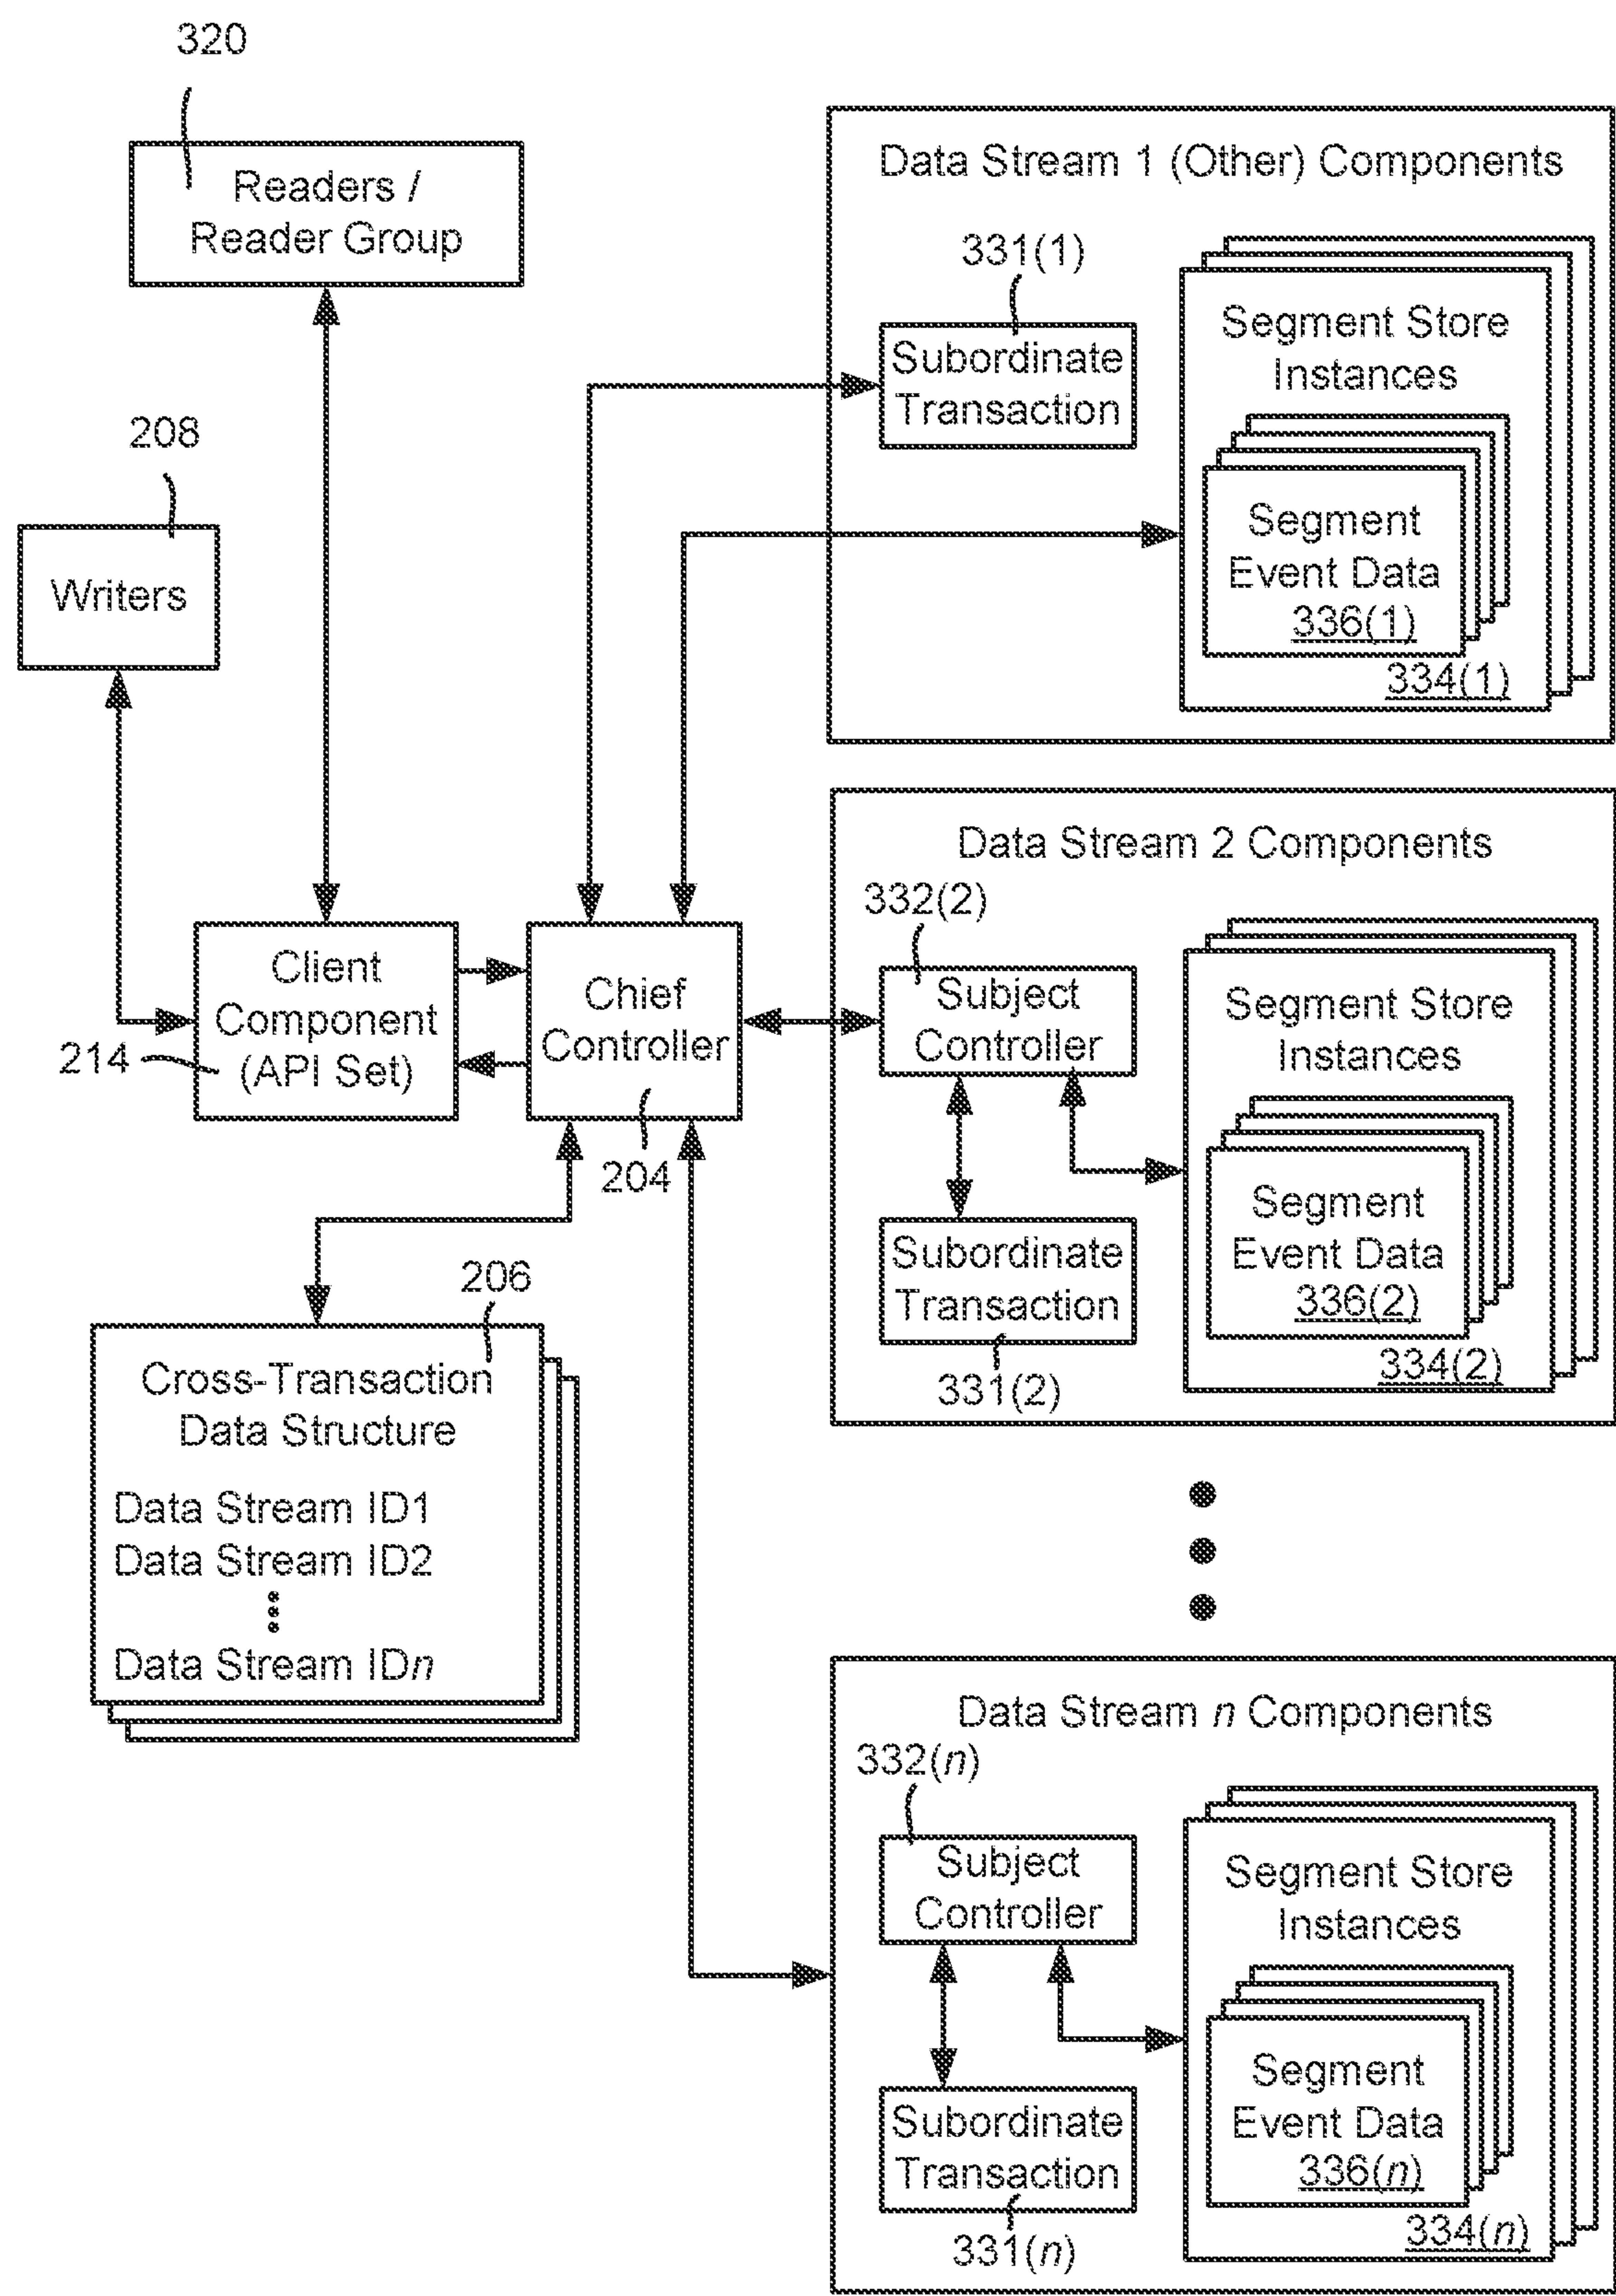 320
Readers /
Reader Group
208
Writers
Client
Component
(API Set)
214
Chief
Controller
204
206
Cross-Transaction
Data Structure
Data Stream ID1
Data Stream ID2
Data Stream IDn
Data Stream 1 (Other) Components
331(1)
Subordinate
Transaction
Segment Store
Instances
Segment
Event Data
336(1)
334(1)
Data Stream 2 Components
332(2)
Subject
Controller
Subordinate
Transaction
331(2)
Segment Store
Instances
Segment
Event Data
336(2)
334(2)
Data Stream n Components
332(n)
Subject
Controller
Subordinate
Transaction
331(n)
Segment Store
Instances
Segment
Event Data
336(n)
334(n)